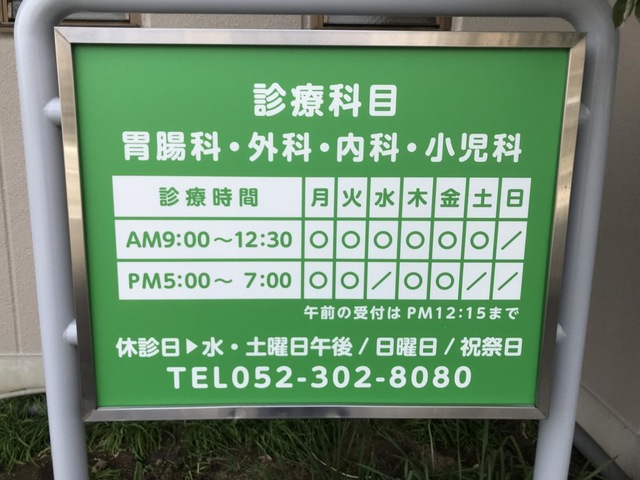 診療科目
胃腸科・外科・内科・小児科
診療時間 月 火 水 木 金 土 日
AM9:00～12:30 ○ ○ ○ ○ ○ ○ ／
PM5:00～ 7:00 ○ ○ ／ ○ ○ ／ ／
午前の受付は PM12:15まで
休診日▶水・土曜日午後/日曜日/祝祭日
TEL052-302-8080